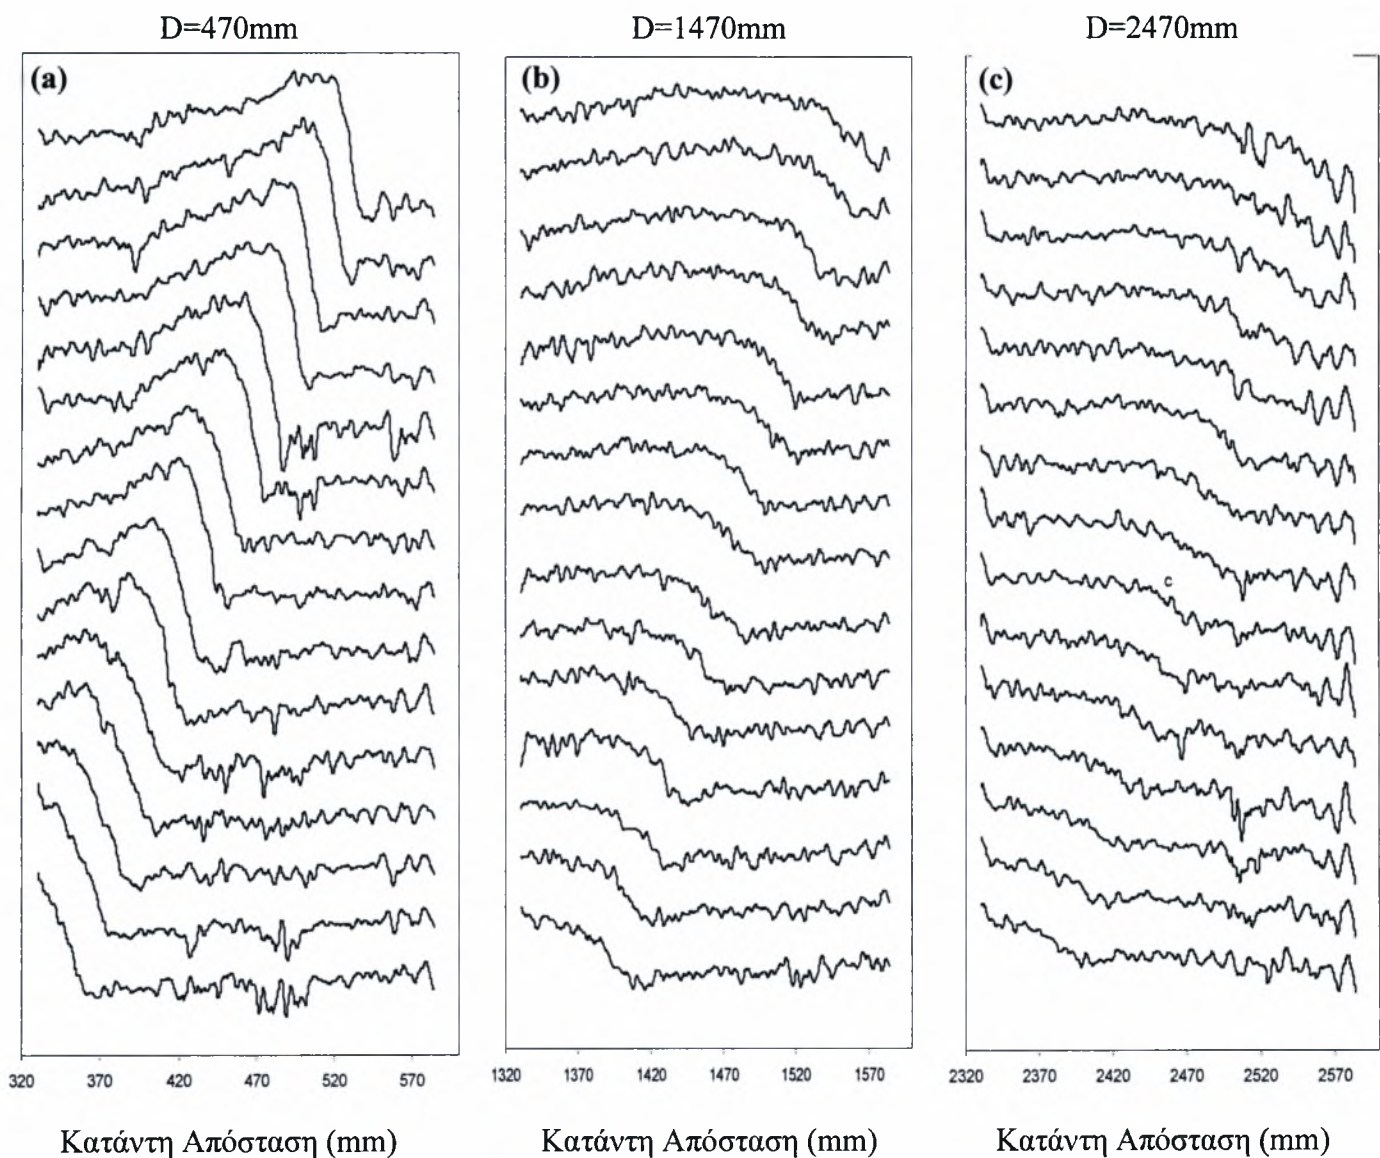 D=470mm D=1470mm D=2470mm
(a) (b) (c)
c
320 370 420 470 520 570 1320 1370 1420 1470 1520 1570 2320 2370 2420 2470 2520 2570
Κατάντη Απόσταση (mm) Κατάντη Απόσταση (mm) Κατάντη Απόσταση (mm)